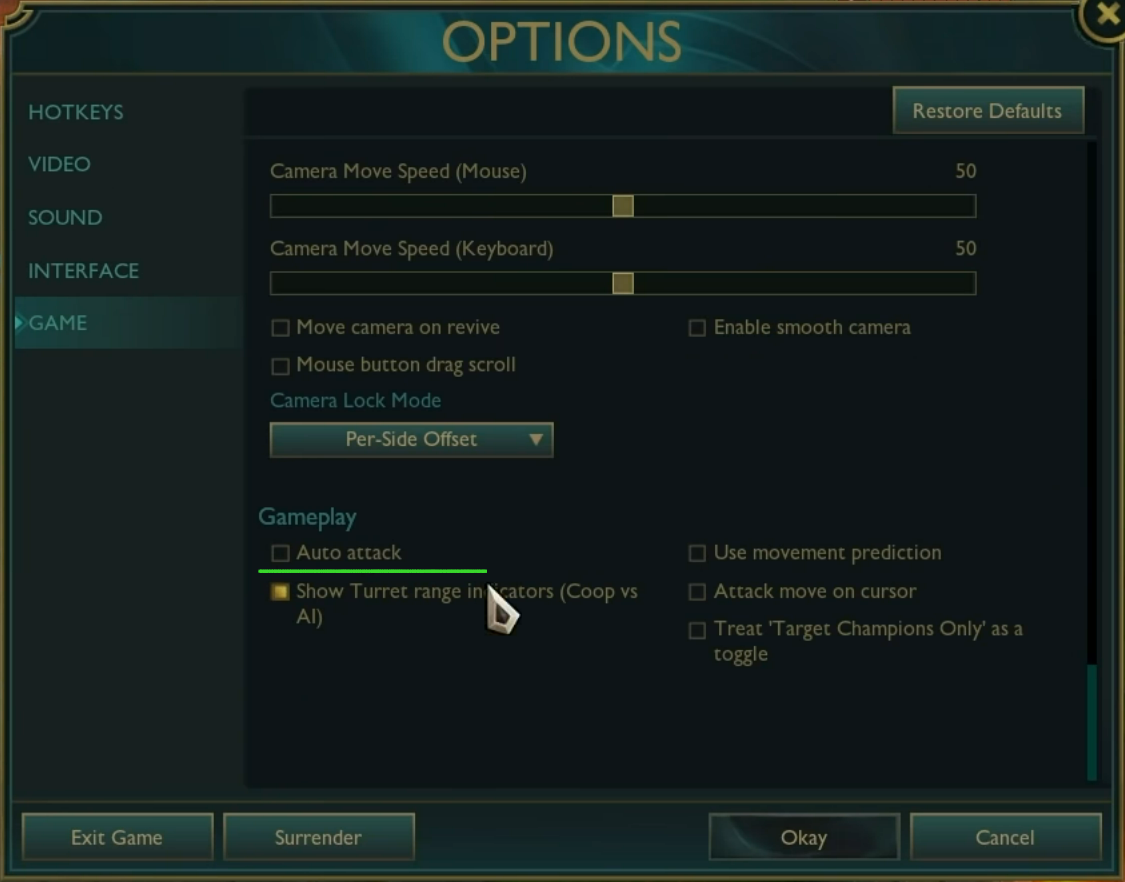 OPTIONS
HOTKEYS
VIDEO
SOUND
INTERFACE
GAME
Restore Defaults
Camera Move Speed (Mouse) 50
Camera Move Speed (Keyboard) 50
Move camera on revive
Enable smooth camera
Mouse button drag scroll
Camera Lock Mode
Per-Side Offset
Gameplay
Auto attack
Use movement prediction
Show Turret range indicators (Coop vs
AI)
Attack move on cursor
Treat 'Target Champions Only' as a
toggle
Exit Game
Surrender
Okay
Cancel